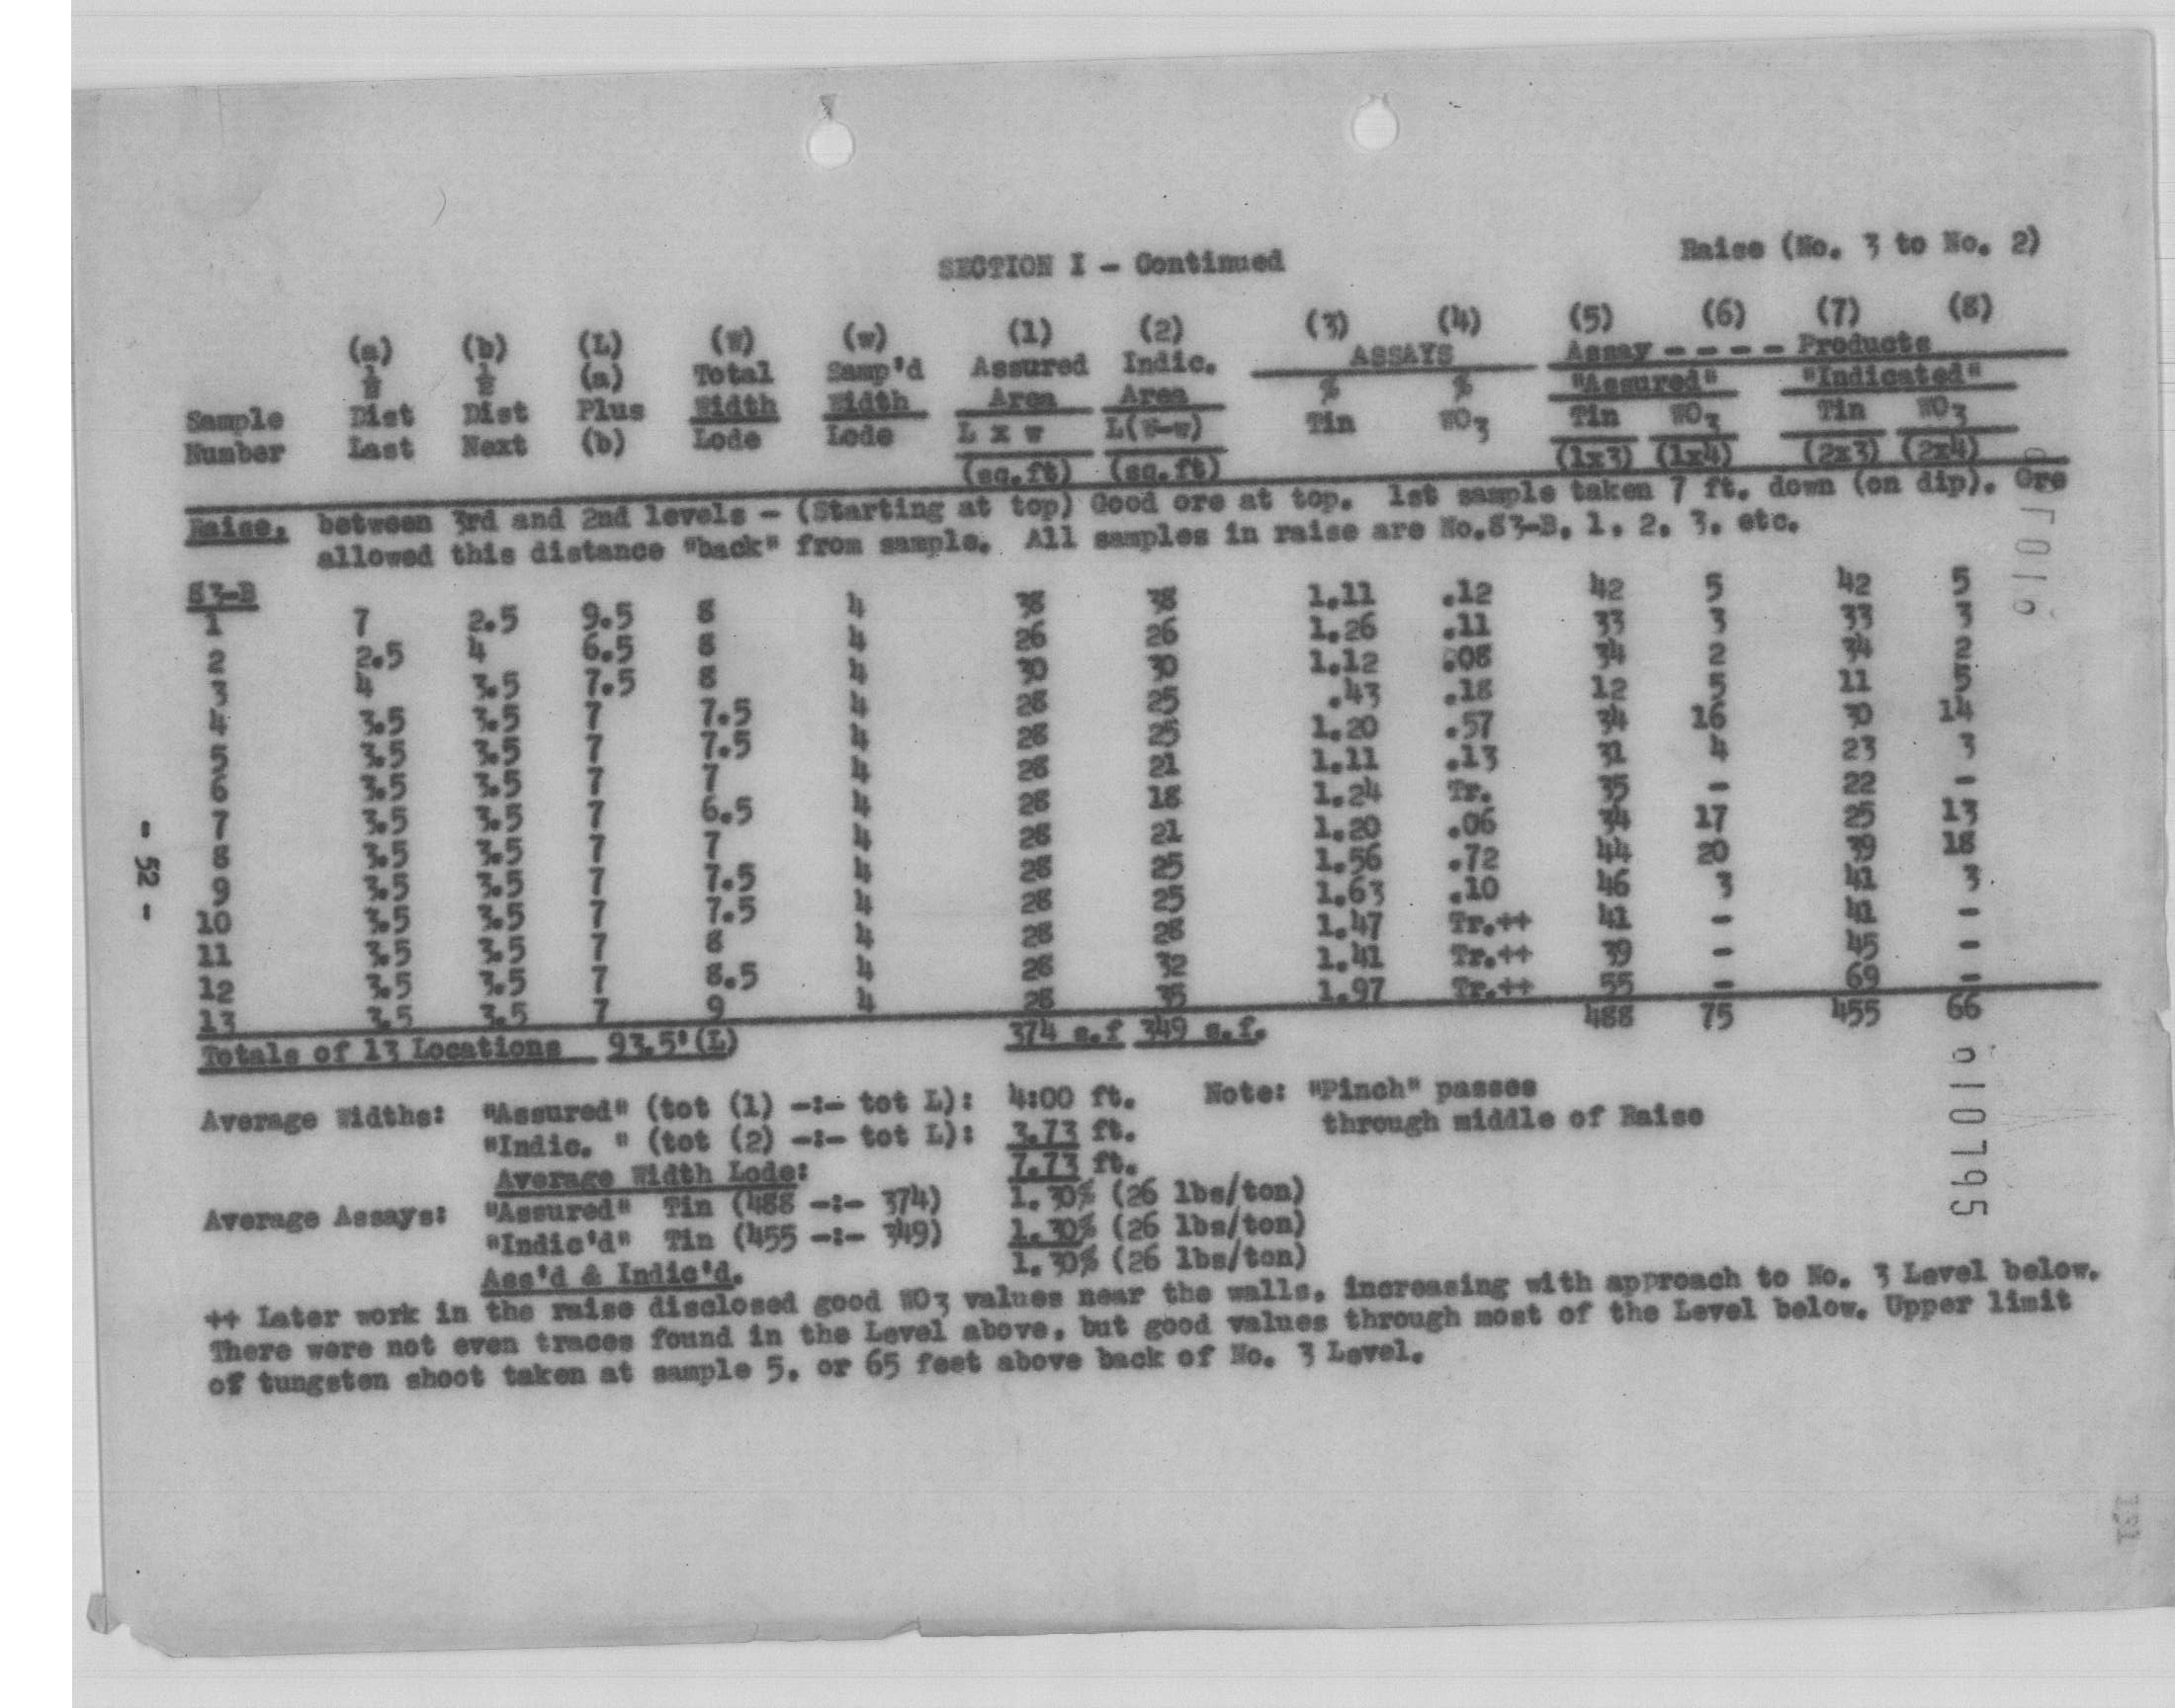 Raise (No. 3 to No. 2)
SECTION I - Continued
(a) (b) (L) (W) (w) (1) (2) (3) (4) (5) (6) (7) (8)
½ ½ (a) Total Samp'd Assured Indic. ASSAYS Assay - - - - Products
Sample Dist Dist Plus Width Width Area Area % % "Assured" "Indicated"
Number Last Next (b) Lode Lode L x w L(W-w) Tin WO3 Tin WO3 Tin WO3
(sq.ft) (sq.ft) (1x3) (1x4) (2x3) (2x4)
Raise, between 3rd and 2nd levels - (Starting at top) Good ore at top. 1st sample taken 7 ft. down (on dip). Ore
allowed this distance "back" from sample. All samples in raise are No.S3-B, 1, 2, 3, etc.
S3-B
1 7 2.5 9.5 8 4 38 38 1.11 .12 42 5 42 5
2 2.5 4 6.5 8 4 26 26 1.26 .11 33 3 33 3
3 4 3.5 7.5 8 4 30 30 1.12 .08 34 2 34 2
4 3.5 3.5 7 7.5 4 28 25 .43 .18 12 5 11 5
5 3.5 3.5 7 7.5 4 28 25 1.20 .57 34 16 30 14
6 3.5 3.5 7 7 4 28 21 1.11 .13 31 4 23 3
7 3.5 3.5 7 6.5 4 28 18 1.24 Tr. 35 - 22 -
8 3.5 3.5 7 7 4 28 21 1.20 .06 34 17 25 13
9 3.5 3.5 7 7.5 4 28 25 1.56 .72 44 20 39 18
10 3.5 3.5 7 7.5 4 28 25 1.63 .10 46 3 41 3
11 3.5 3.5 7 8 4 28 28 1.47 Tr.++ 41 - 41 -
12 3.5 3.5 7 8.5 4 28 32 1.41 Tr.++ 39 - 45 -
13 3.5 3.5 7 9 4 28 35 1.97 Tr.++ 55 - 69 -
Totals of 13 Locations 93.5'(L) 374 s.f 349 s.f. 488 75 455 66
Average Widths: "Assured" (tot (1) -:- tot L): 4:00 ft. Note: "Pinch" passes
"Indic. " (tot (2) -:- tot L): 3.73 ft. through middle of Raise
Average Width Lode: 7.73 ft.
Average Assays: "Assured" Tin (488 -:- 374) 1.30% (26 lbs/ton)
"Indic'd" Tin (455 -:- 349) 1.30% (26 lbs/ton)
Ass'd & Indic'd. 1.30% (26 lbs/ton)
++ Later work in the raise disclosed good WO3 values near the walls, increasing with approach to No. 3 Level below.
There were not even traces found in the Level above, but good values through most of the Level below. Upper limit
of tungsten shoot taken at sample 5, or 65 feet above back of No. 3 Level.
- 52 -
610795
131